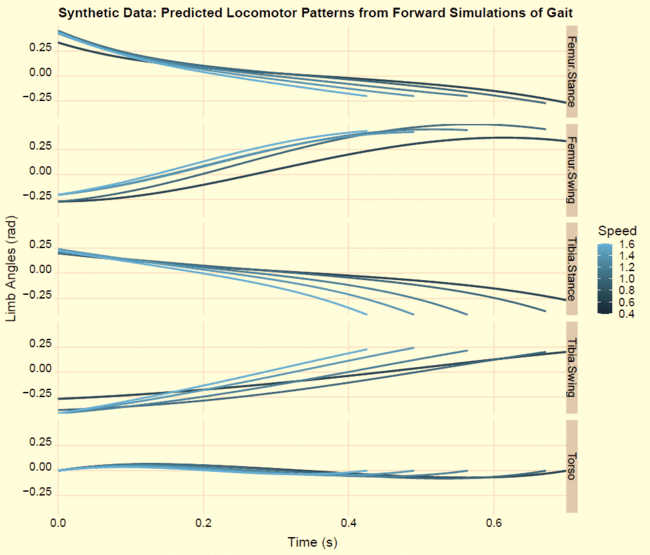 Synthetic Data: Predicted Locomotor Patterns from Forward Simulations of Gait
0.25
0.00
−0.25
Femur.Stance
0.25
0.00
−0.25
Femur.Swing
0.25
0.00
−0.25
Tibia.Stance
0.25
0.00
−0.25
Tibia.Swing
0.25
0.00
−0.25
Torso
Limb Angles (rad)
0.0
0.2
0.4
0.6
Time (s)
Speed
1.6
1.4
1.2
1.0
0.8
0.6
0.4